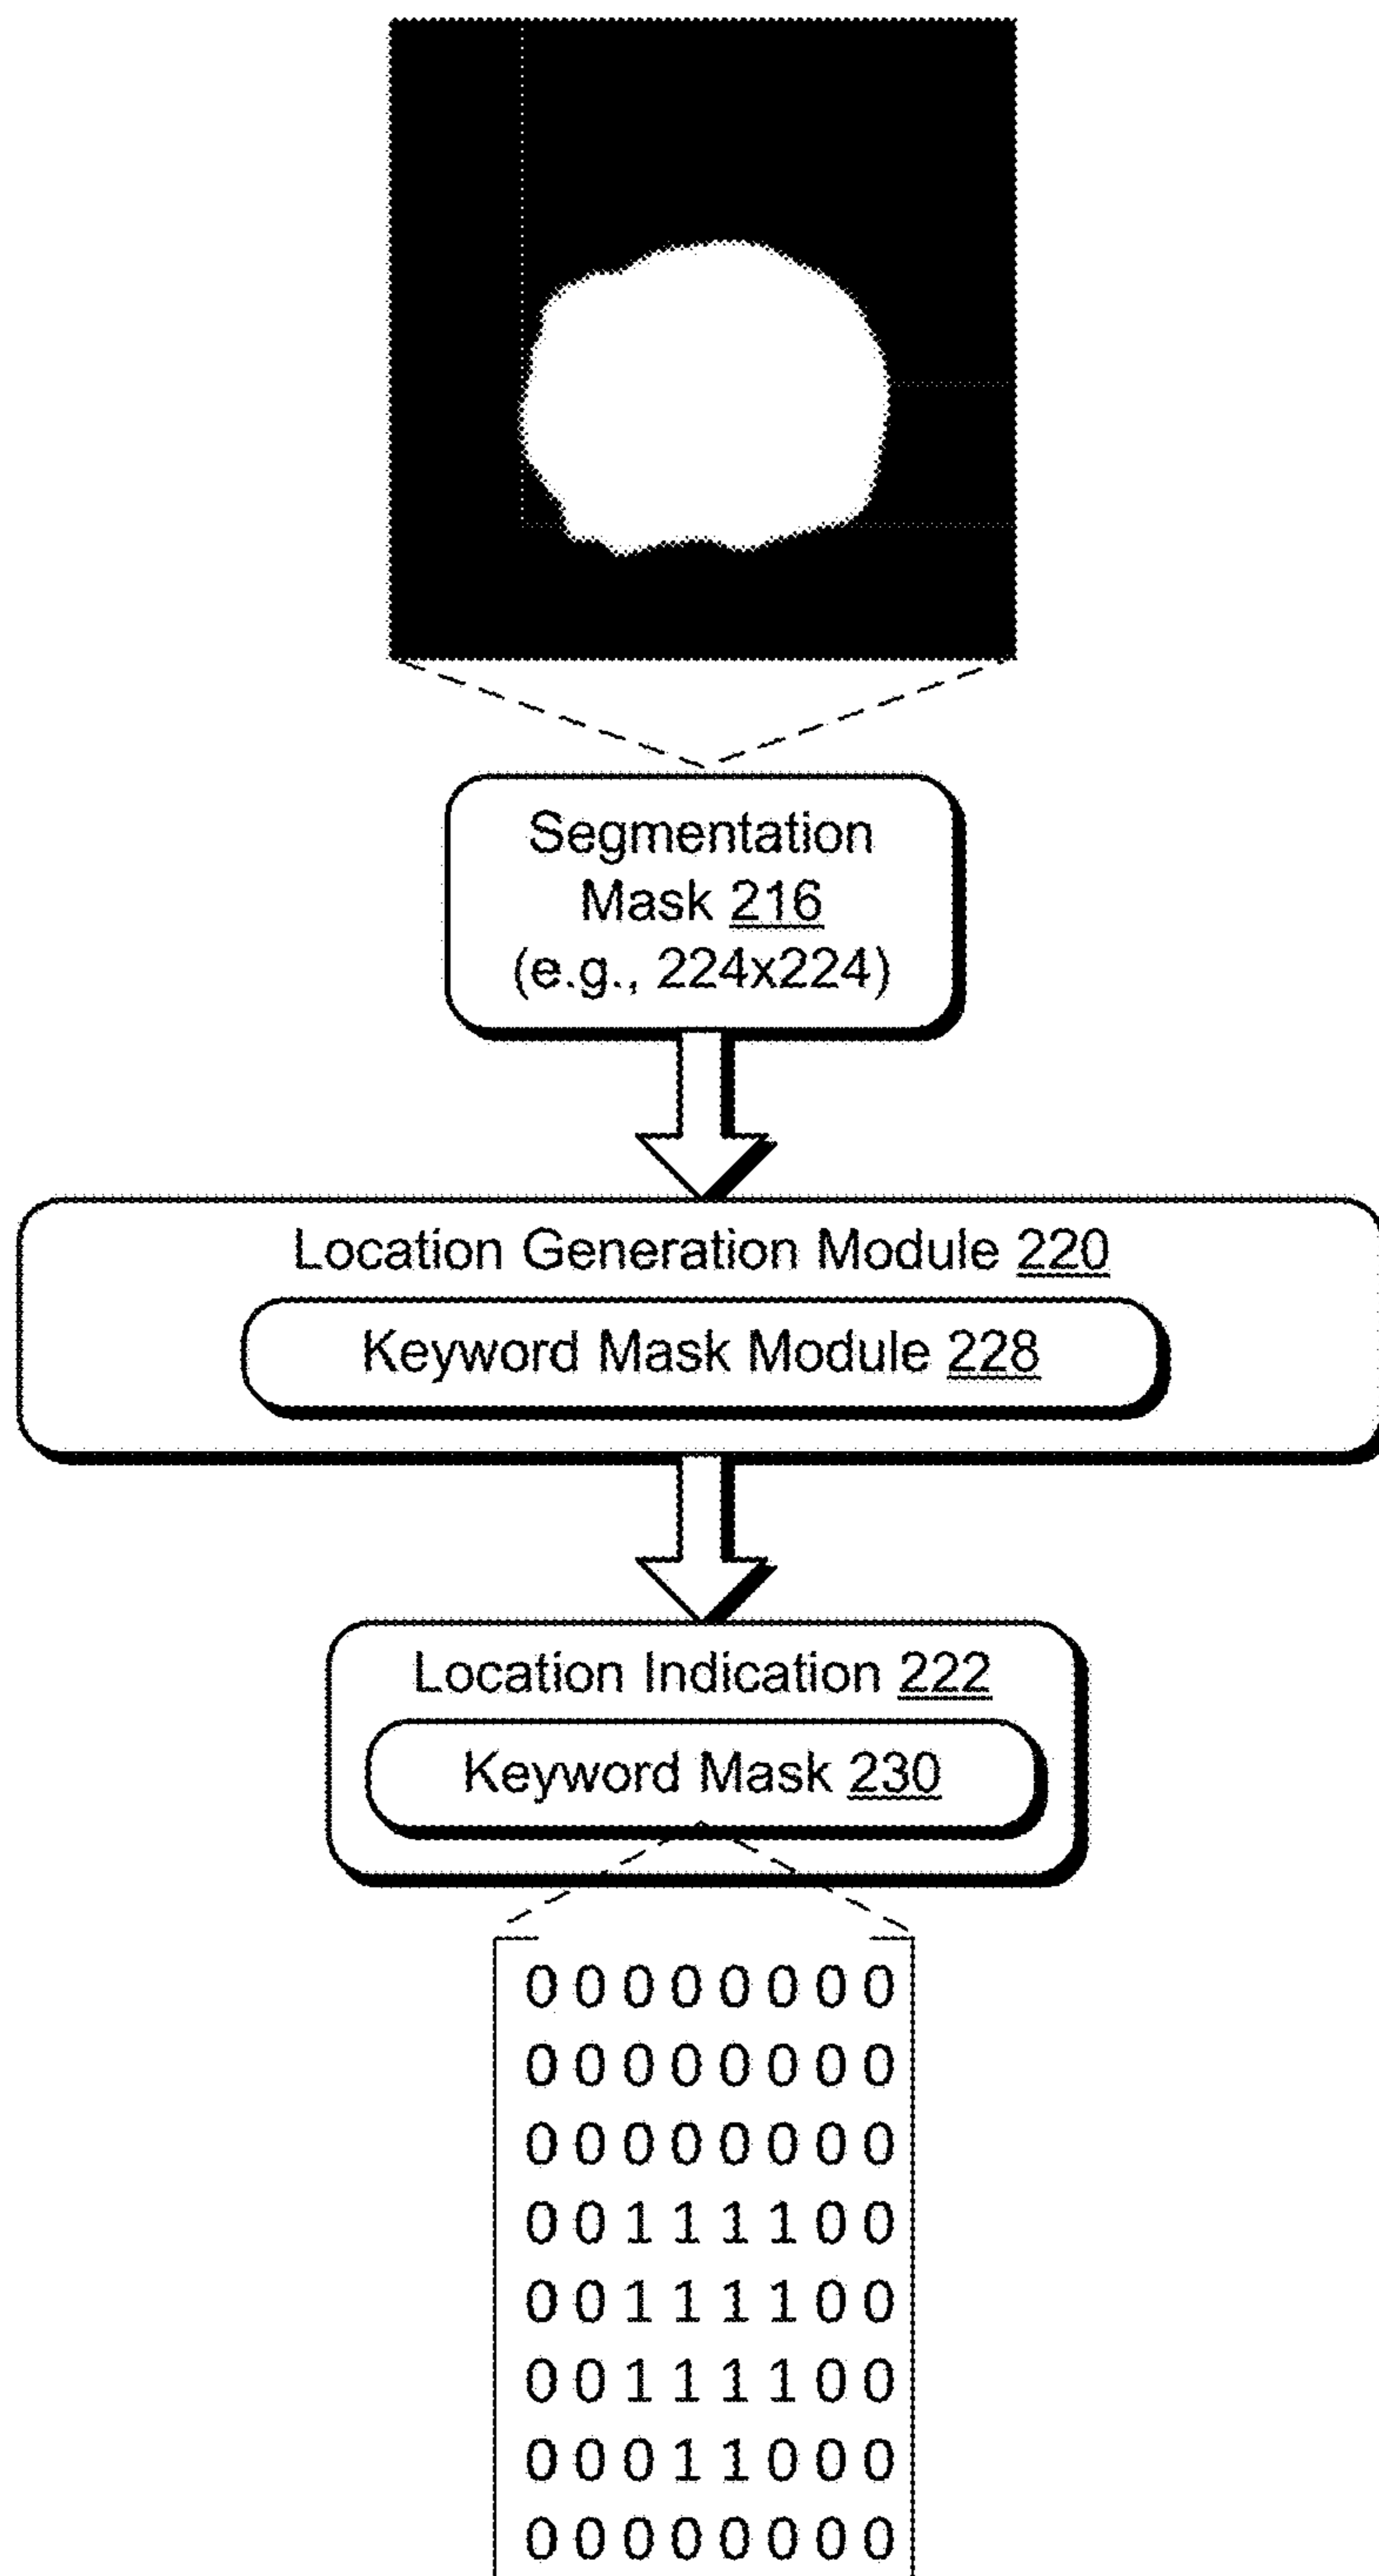 Segmentation
Mask 216
(e.g., 224x224)
Location Generation Module 220
Keyword Mask Module 228
Location Indication 222
Keyword Mask 230
0 0 0 0 0 0 0 0
0 0 0 0 0 0 0 0
0 0 0 0 0 0 0 0
0 0 1 1 1 1 0 0
0 0 1 1 1 1 0 0
0 0 1 1 1 1 0 0
0 0 0 1 1 0 0 0
0 0 0 0 0 0 0 0